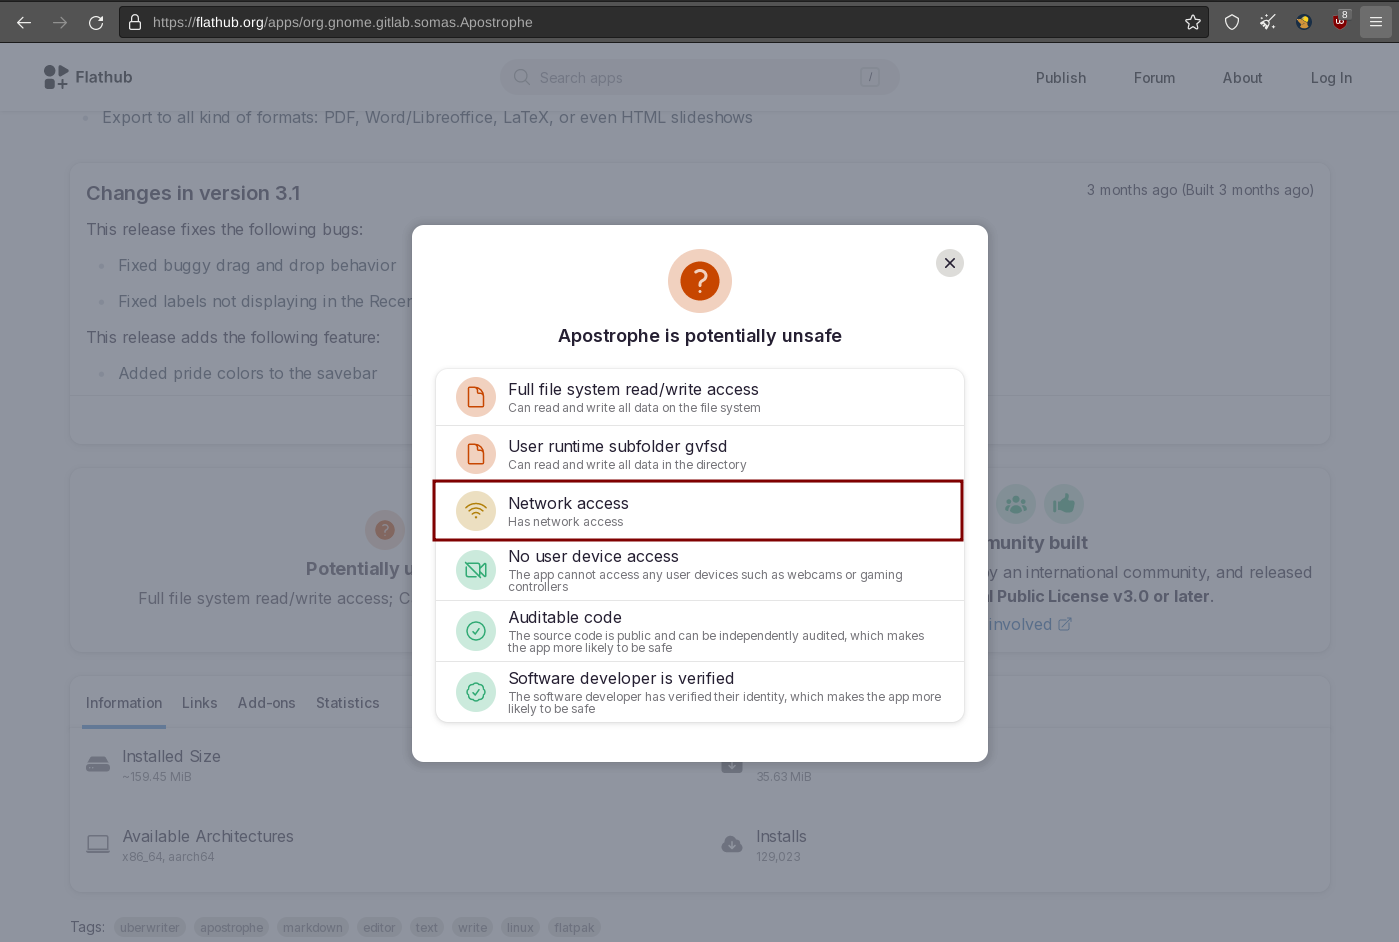 https://flathub.org/apps/org.gnome.gitlab.somas.Apostrophe
8
Flathub
Search apps
/
Publish
Forum
About
Log In
Export to all kind of formats: PDF, Word/Libreoffice, LaTeX, or even HTML slideshows
Changes in version 3.1
3 months ago (Built 3 months ago)
This release fixes the following bugs:
Fixed buggy drag and drop behavior
Fixed labels not displaying in the Recen
This release adds the following feature:
Added pride colors to the savebar
?
Apostrophe is potentially unsafe
Full file system read/write access
Can read and write all data on the file system
User runtime subfolder gvfsd
Can read and write all data in the directory
Network access
Has network access
No user device access
The app cannot access any user devices such as webcams or gaming
controllers
Auditable code
The source code is public and can be independently audited, which makes
the app more likely to be safe
Software developer is verified
The software developer has verified their identity, which makes the app more
likely to be safe
?
Potentially u
Full file system read/write access; C
munity built
y an international community, and released
l Public License v3.0 or later.
involved
Information
Links
Add-ons
Statistics
Installed Size
~159.45 MiB
35.63 MiB
Available Architectures
x86_64, aarch64
Installs
129,023
Tags:
uberwriter
apostrophe
markdown
editor
text
write
linux
flatpak